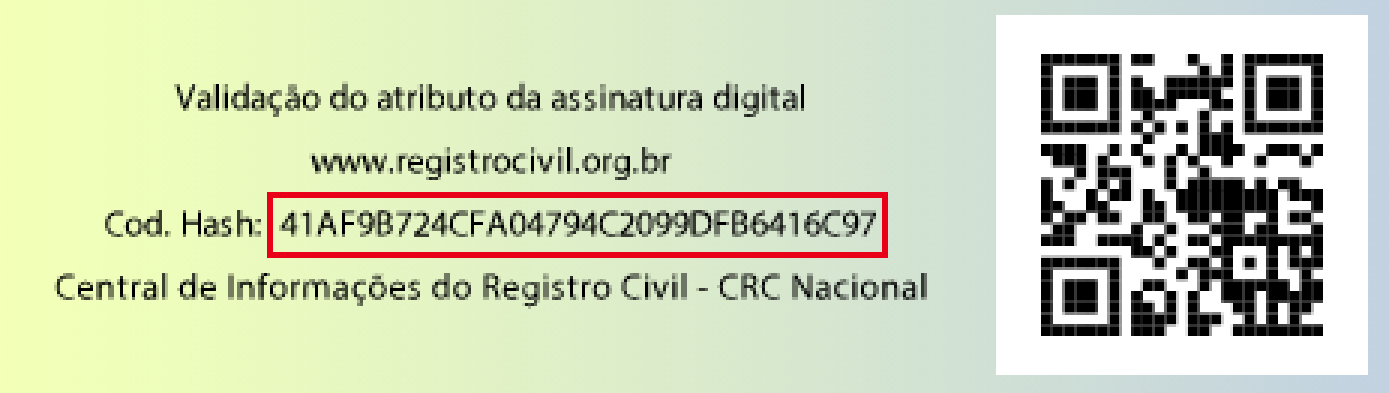 Validação do atributo da assinatura digital
www.registrocivil.org.br
Cod. Hash: 41AF9B724CFA04794C2099DFB6416C97
Central de Informações do Registro Civil - CRC Nacional